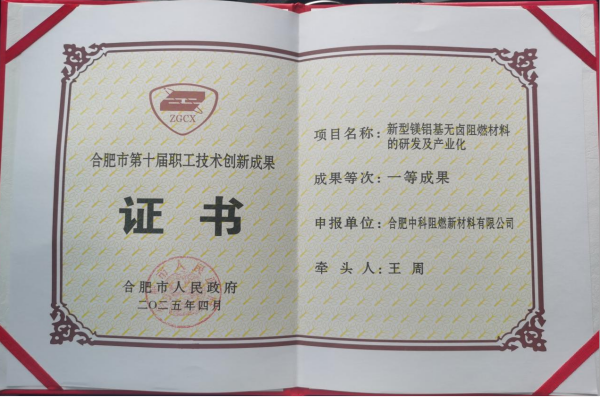 ZGCX
合肥市第十届职工技术创新成果
证书
合肥市人民政府
二〇二五年四月
项目名称：新型镁铝基无卤阻燃材料
的研发及产业化
成果等次：一等成果
申报单位：合肥中科阻燃新材料有限公司
牵头人：王周